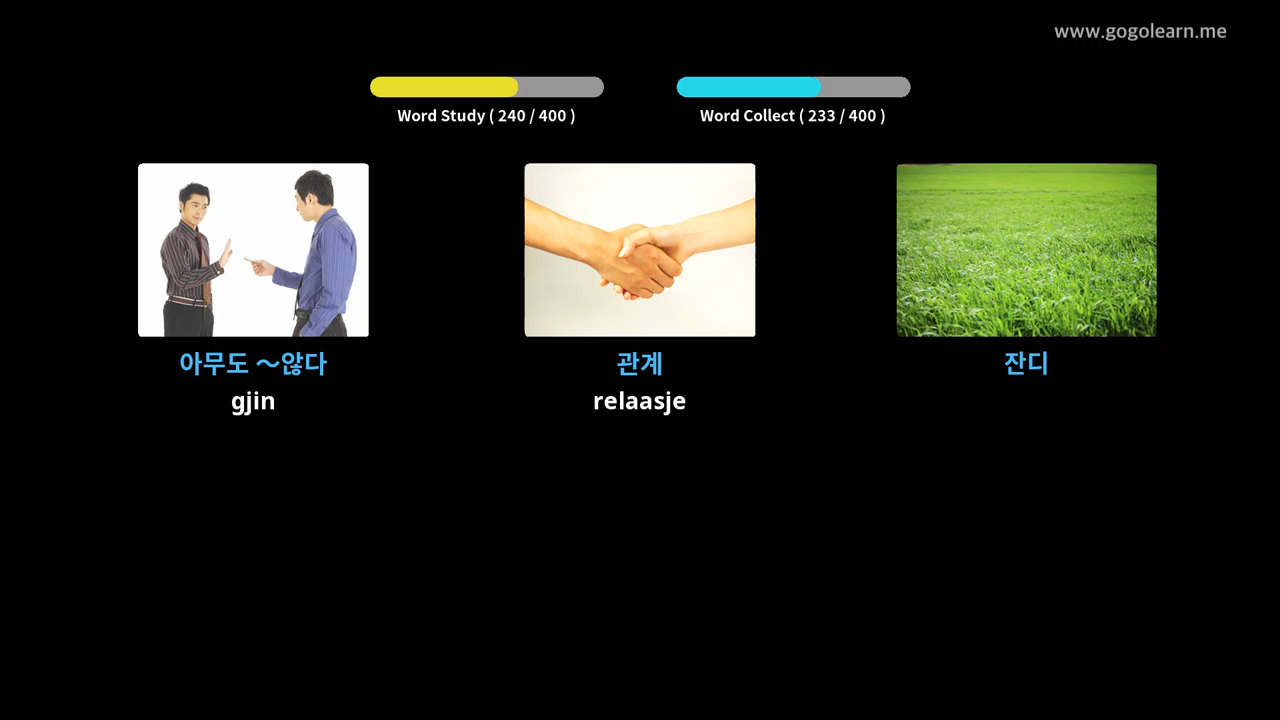 www.gogolearn.me
Word Study ( 240 / 400 )
Word Collect ( 233 / 400 )
아무도 ～않다
관계
잔디
gjin
relaasje